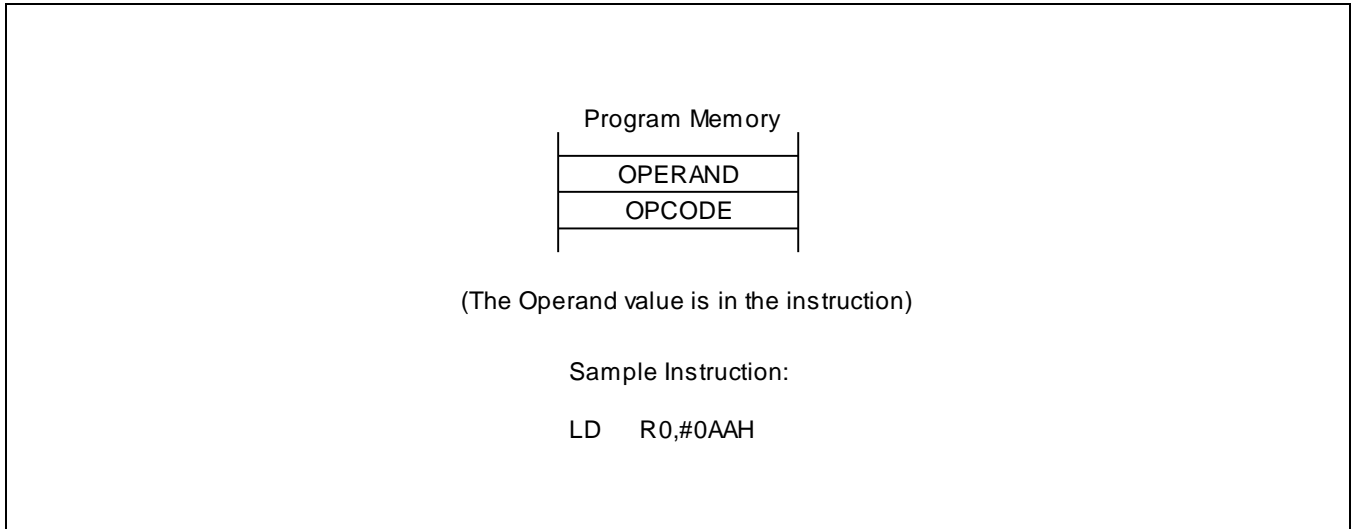 Program Memory
OPERAND
OPCODE
(The Operand value is in the instruction)
Sample Instruction:
LD R0,#0AAH